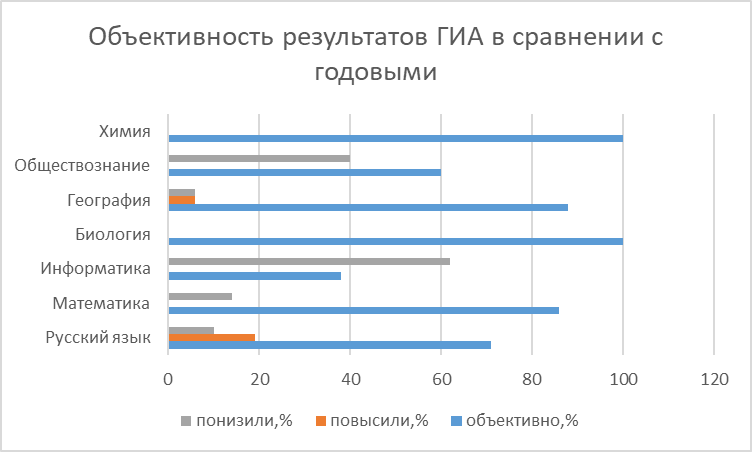 Объективность результатов ГИА в сравнении с
годовыми
Химия
Обществознание
География
Биология
Информатика
Математика
Русский язык
0 20 40 60 80 100 120
понизили,% повысили,% объективно,%